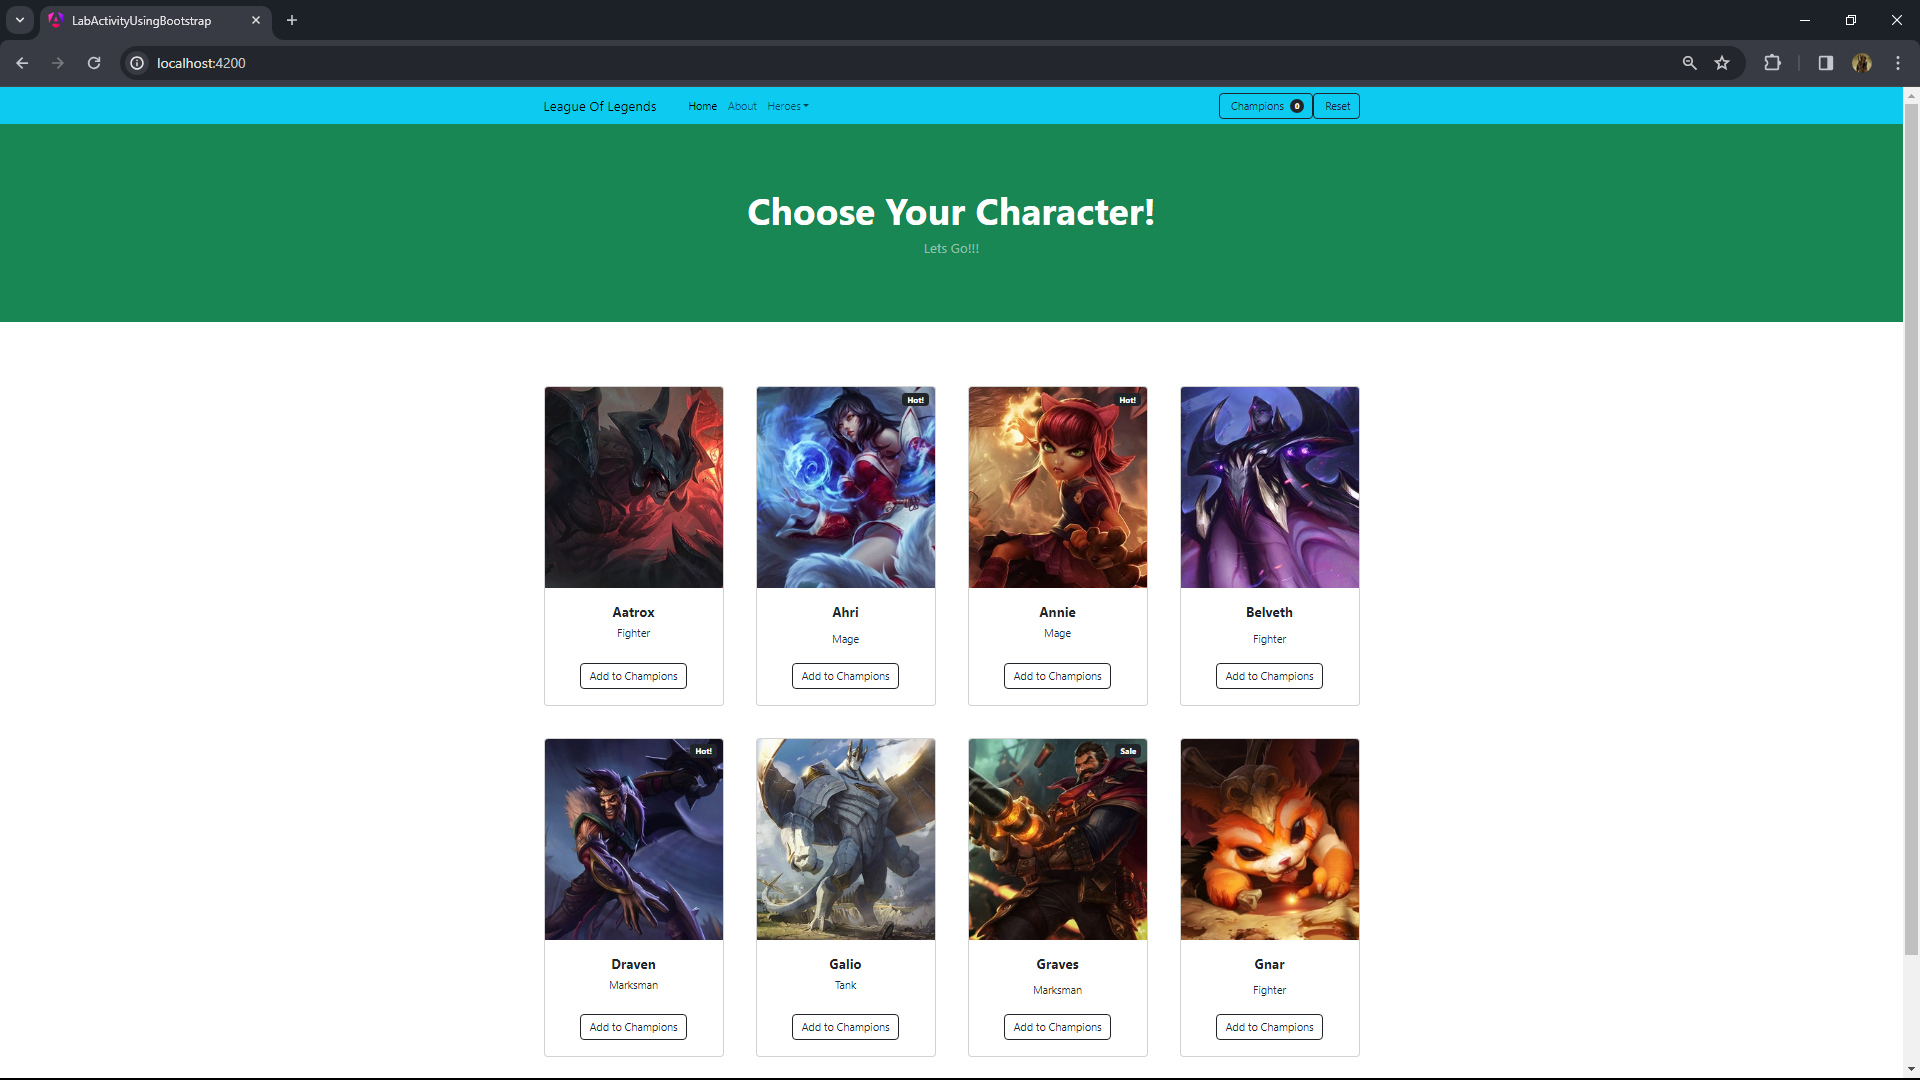 LabActivityUsingBootstrap
localhost:4200
League Of Legends Home About Heroes Champions 0 Reset
Choose Your Character!
Lets Go!!!
Hot! Hot!
Aatrox Ahri Annie Belveth
Fighter Mage Mage Fighter
Add to Champions Add to Champions Add to Champions Add to Champions
Hot! Sale
Draven Galio Graves Gnar
Marksman Tank Marksman Fighter
Add to Champions Add to Champions Add to Champions Add to Champions